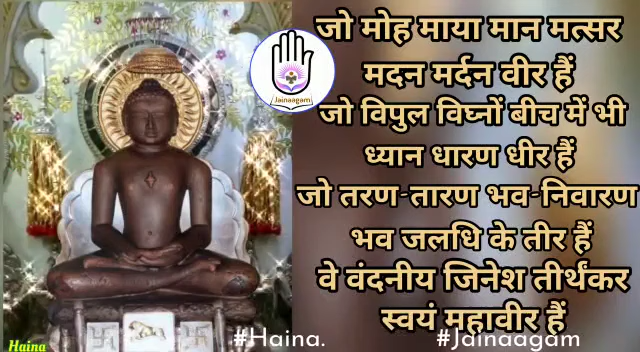 जो मोह माया मान मत्सर
मदन मर्दन वीर हैं
जो विपुल विघ्नों बीच में भी
ध्यान धारण धीर हैं
जो तरण-तारण भव-निवारण
भव जलधि के तीर हैं
वे वंदनीय जिनेश तीर्थंकर
स्वयं महावीर हैं
Jainaagam
#Haina.
#Jainaagam
Haina